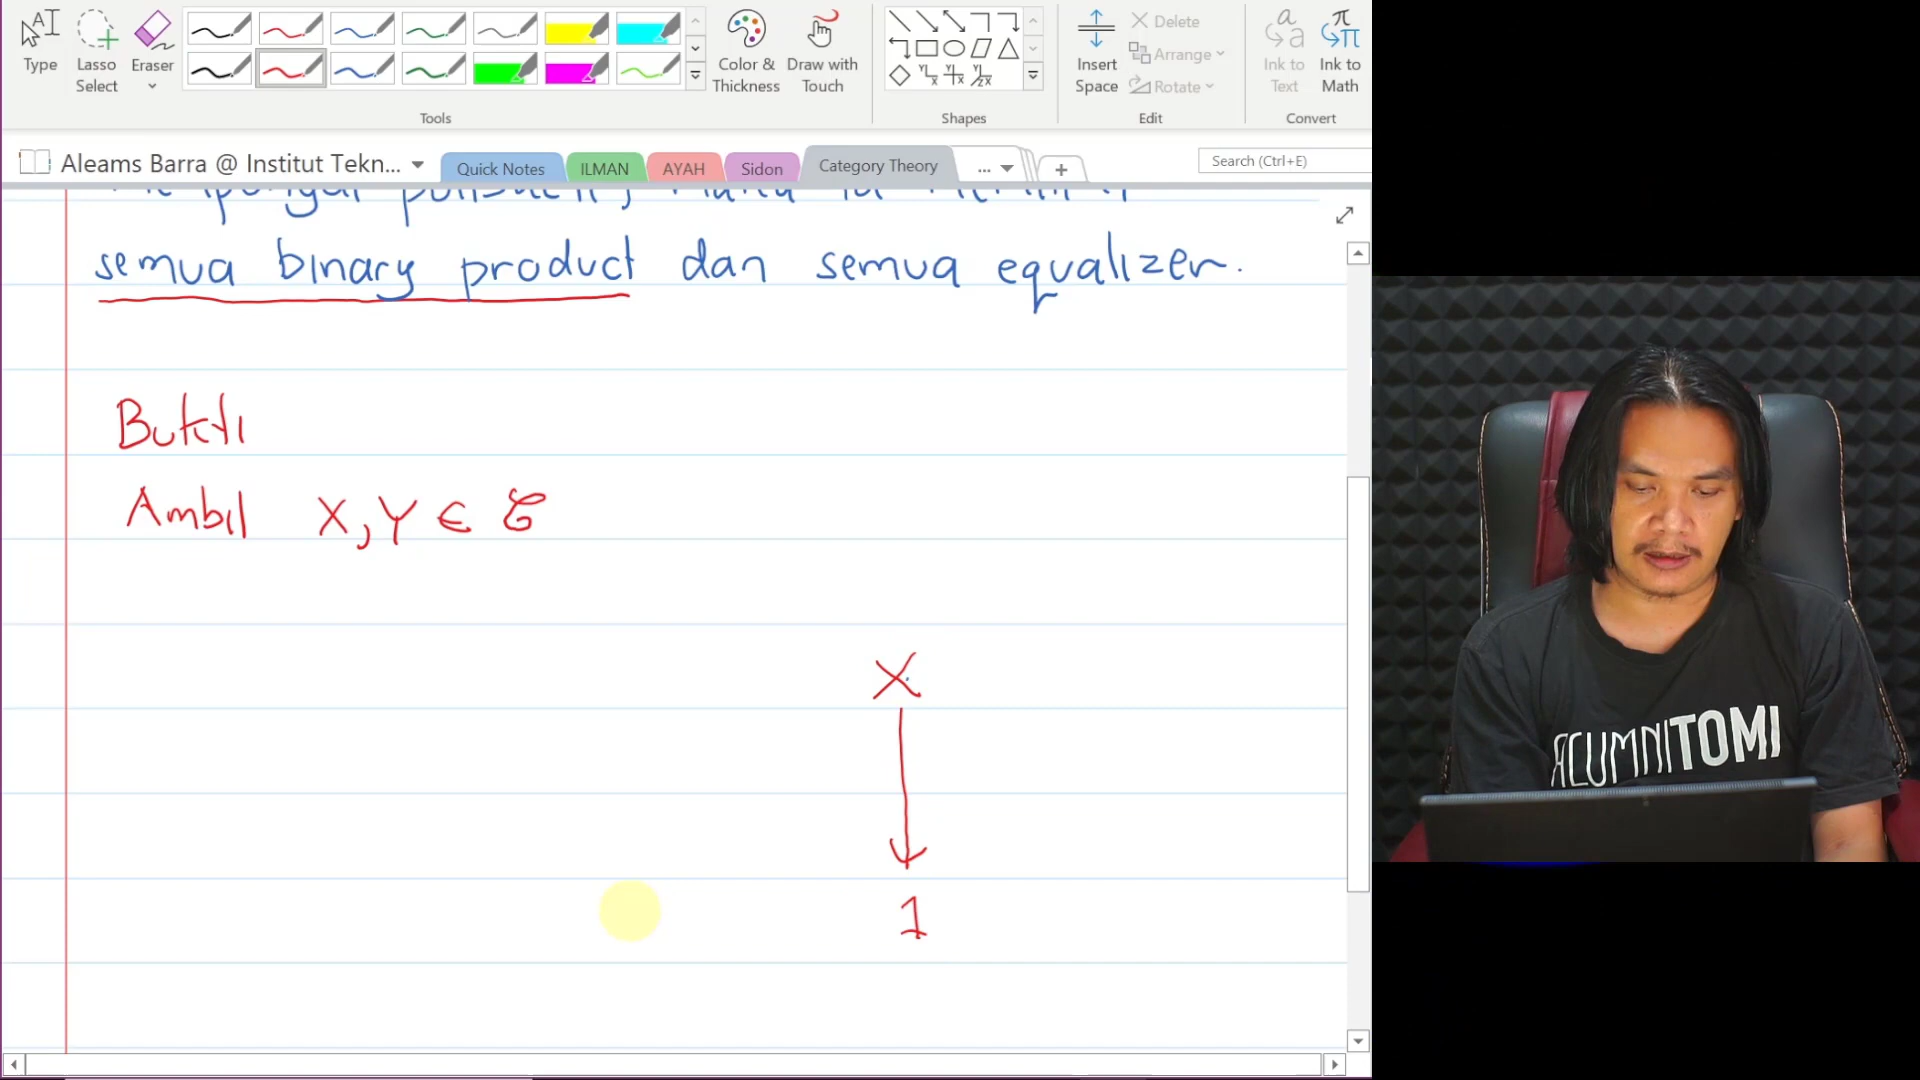 Type
Lasso Select
Eraser
Color & Thickness
Draw with Touch
Insert Space
Delete
Arrange
Rotate
Ink to Text
Ink to Math
Tools
Shapes
Edit
Convert
Aleams Barra @ Institut Tekn...
Quick Notes
ILMAN
AYAH
Sidon
Category Theory
...
Search (Ctrl+E)
semua binary product dan semua equalizer.
Bukti
Ambil X, Y ∈ 𝒞
X
1
ACUMNITOMI